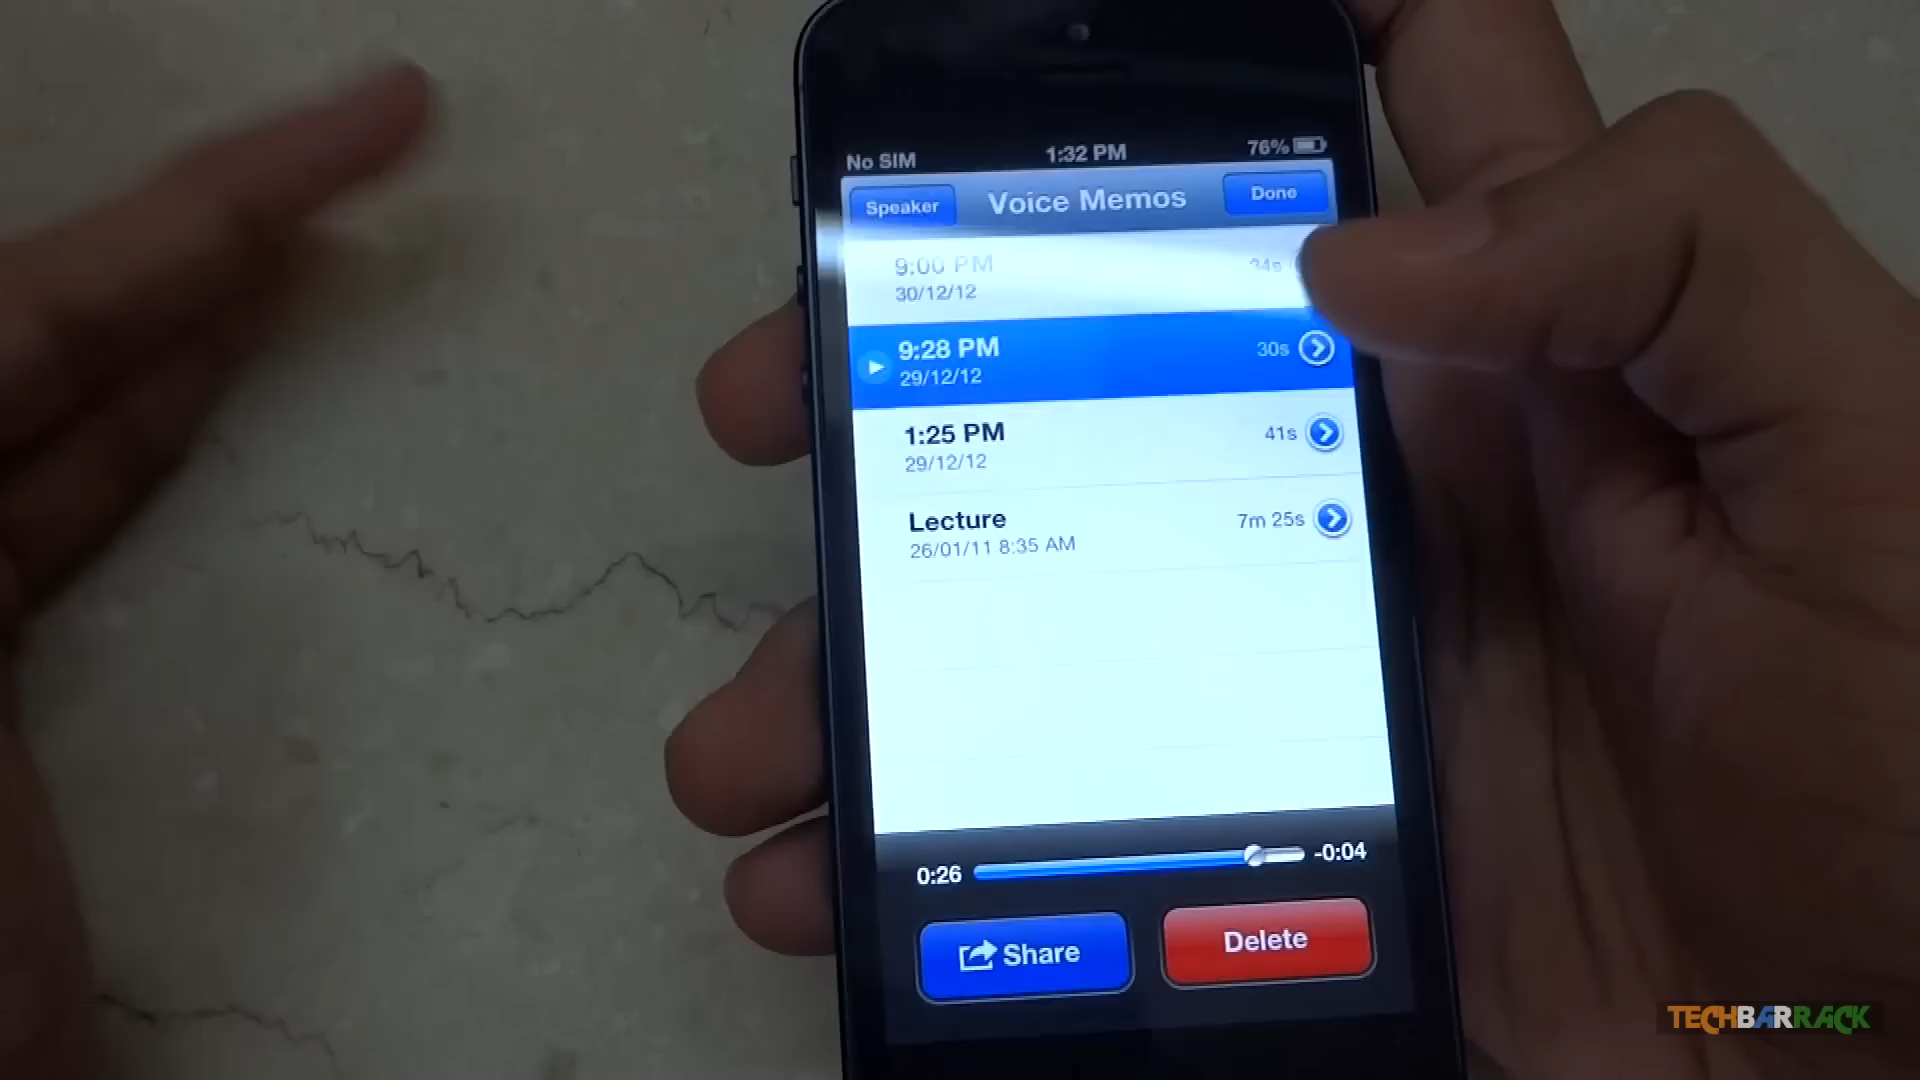 No SIM 1:32 PM 76%
Speaker Voice Memos Done
9:00 PM 34s
30/12/12
9:28 PM 30s
29/12/12
1:25 PM 41s
29/12/12
Lecture 7m 25s
26/01/11 8:35 AM
0:26 -0:04
Share Delete
TECHBARRACK